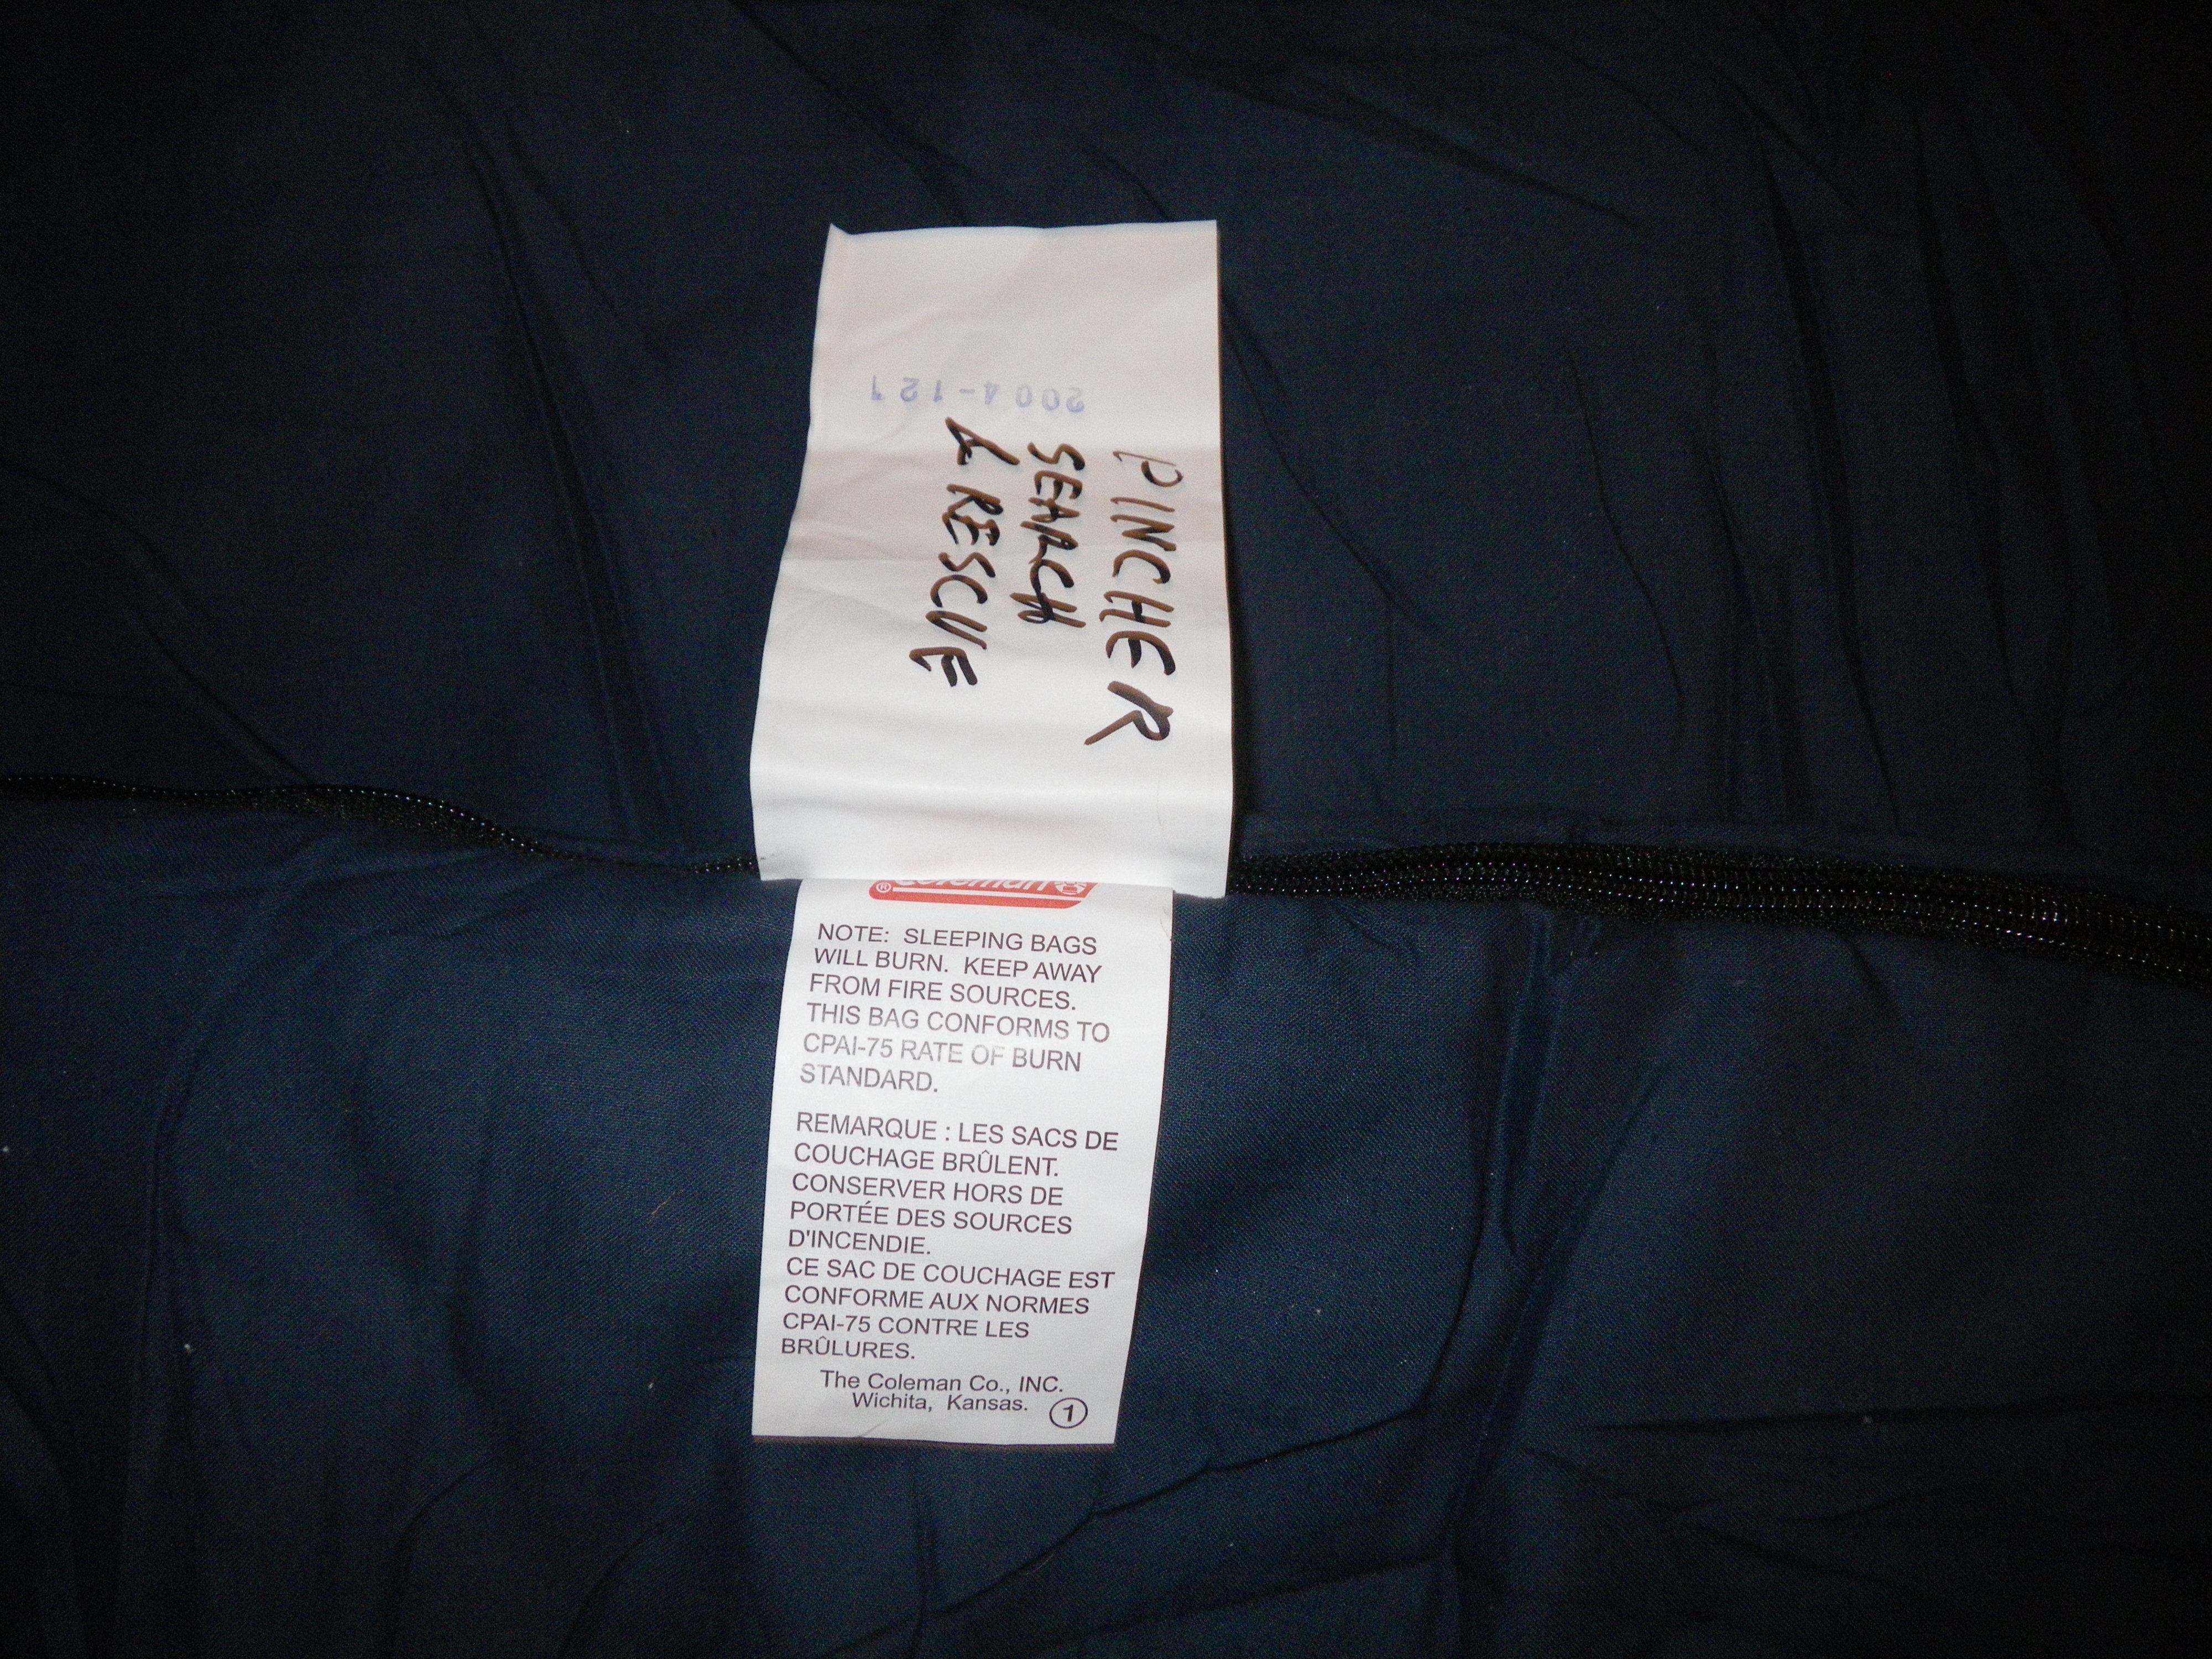 2004-121
PINCHER
SEARCH
& RESCUE
Coleman ®
NOTE: SLEEPING BAGS
WILL BURN. KEEP AWAY
FROM FIRE SOURCES.
THIS BAG CONFORMS TO
CPAI-75 RATE OF BURN
STANDARD.
REMARQUE : LES SACS DE
COUCHAGE BRÛLENT.
CONSERVER HORS DE
PORTÉE DES SOURCES
D'INCENDIE.
CE SAC DE COUCHAGE EST
CONFORME AUX NORMES
CPAI-75 CONTRE LES
BRÛLURES.
The Coleman Co., INC.
Wichita, Kansas. 1